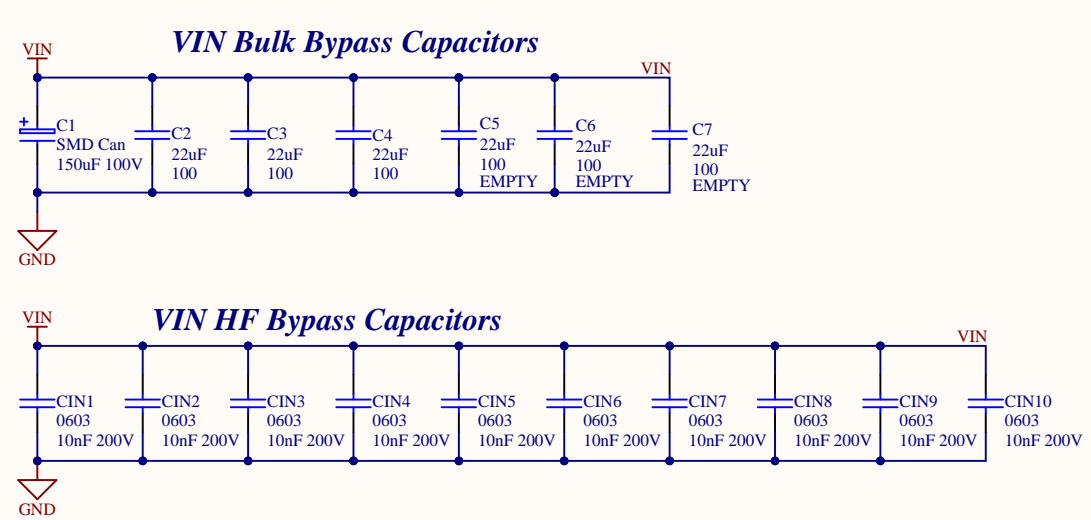 VIN Bulk Bypass Capacitors
VIN
VIN
+
C1
SMD Can
150uF 100V
C2
22uF
100
C3
22uF
100
C4
22uF
100
C5
22uF
100
EMPTY
C6
22uF
100
EMPTY
C7
22uF
100
EMPTY
GND
VIN HF Bypass Capacitors
VIN
VIN
CIN1
0603
10nF 200V
CIN2
0603
10nF 200V
CIN3
0603
10nF 200V
CIN4
0603
10nF 200V
CIN5
0603
10nF 200V
CIN6
0603
10nF 200V
CIN7
0603
10nF 200V
CIN8
0603
10nF 200V
CIN9
0603
10nF 200V
CIN10
0603
10nF 200V
GND